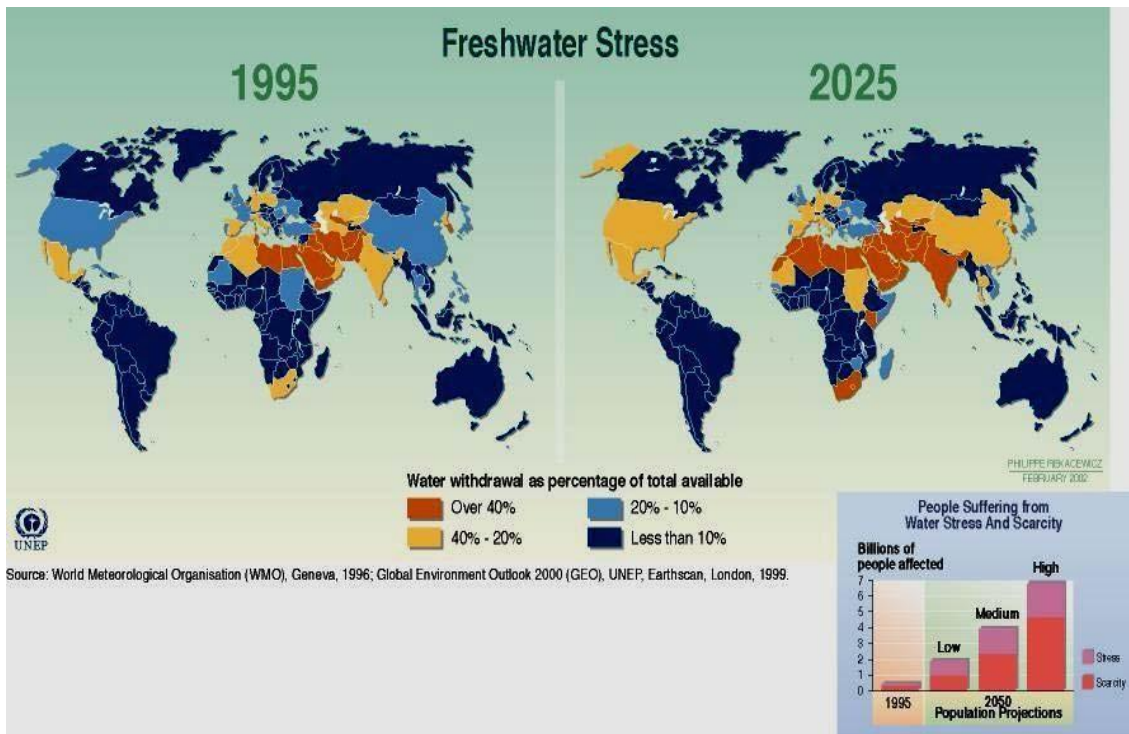 Freshwater Stress
1995
2025
PHILIPPE REKACEWICZ
FEBRUARY 2002
Water withdrawal as percentage of total available
Over 40%
20% - 10%
40% - 20%
Less than 10%
UNEP
Source: World Meteorological Organisation (WMO), Geneva, 1996; Global Environment Outlook 2000 (GEO), UNEP, Earthscan, London, 1999.
People Suffering from
Water Stress And Scarcity
Billions of
people affected
High
Medium
Low
7
6
5
4
3
2
1
0
Stress
Scarcity
1995
2050
Population Projections